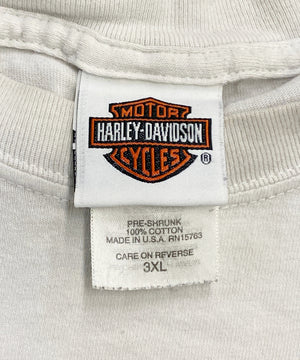 MOTOR
HARLEY-DAVIDSON
CYCLES
®
PRE-SHRUNK
100% COTTON
MADE IN U.S.A. RN15763
CARE ON REVERSE
3XL